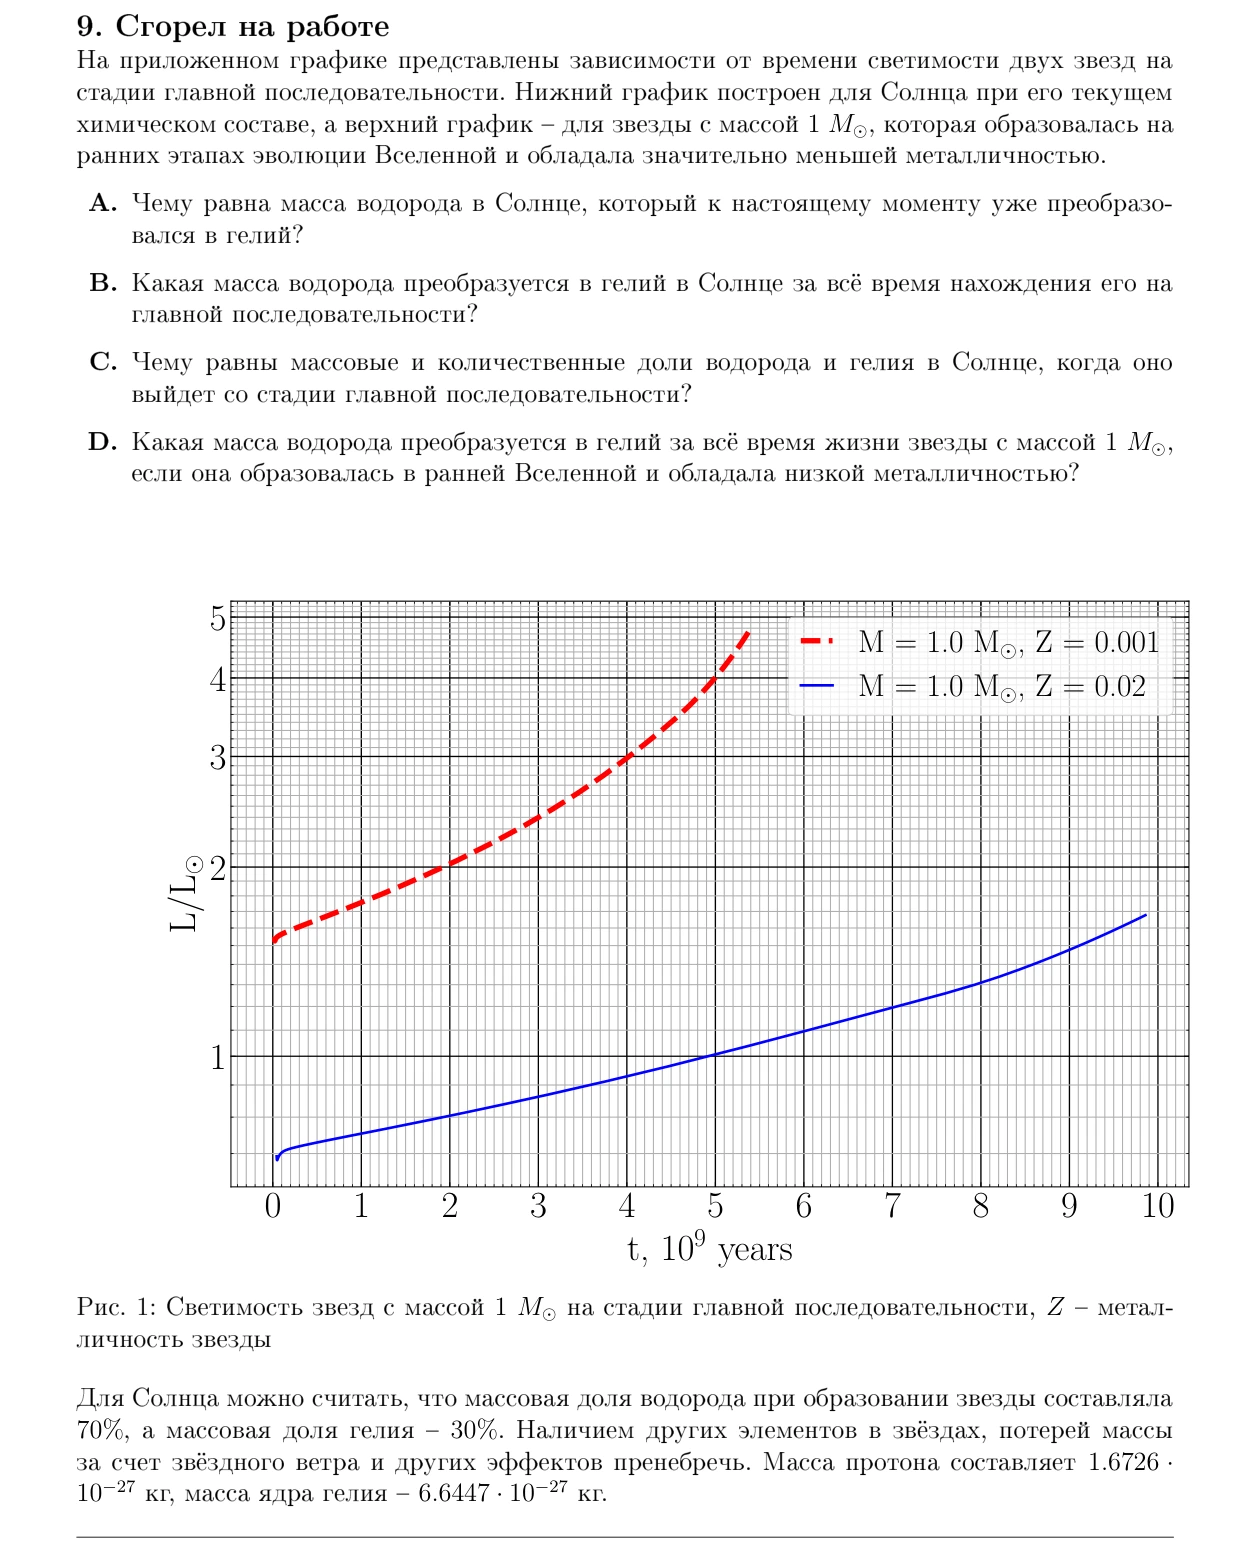 9. Сгорел на работе
На приложенном графике представлены зависимости от времени светимости двух звезд на
стадии главной последовательности. Нижний график построен для Солнца при его текущем
химическом составе, а верхний график – для звезды с массой 1 M⊙, которая образовалась на
ранних этапах эволюции Вселенной и обладала значительно меньшей металличностью.
A. Чему равна масса водорода в Солнце, который к настоящему моменту уже преобразо-
вался в гелий?
B. Какая масса водорода преобразуется в гелий в Солнце за всё время нахождения его на
главной последовательности?
C. Чему равны массовые и количественные доли водорода и гелия в Солнце, когда оно
выйдет со стадии главной последовательности?
D. Какая масса водорода преобразуется в гелий за всё время жизни звезды с массой 1 M⊙,
если она образовалась в ранней Вселенной и обладала низкой металличностью?
5
4
3
2
1
L/L⊙
M = 1.0 M⊙, Z = 0.001
M = 1.0 M⊙, Z = 0.02
0 1 2 3 4 5 6 7 8 9 10
t, 10⁹ years
Рис. 1: Светимость звезд с массой 1 M⊙ на стадии главной последовательности, Z – метал-
личность звезды
Для Солнца можно считать, что массовая доля водорода при образовании звезды составляла
70%, а массовая доля гелия – 30%. Наличием других элементов в звёздах, потерей массы
за счет звёздного ветра и других эффектов пренебречь. Масса протона составляет 1.6726 ·
10⁻²⁷ кг, масса ядра гелия – 6.6447 · 10⁻²⁷ кг.